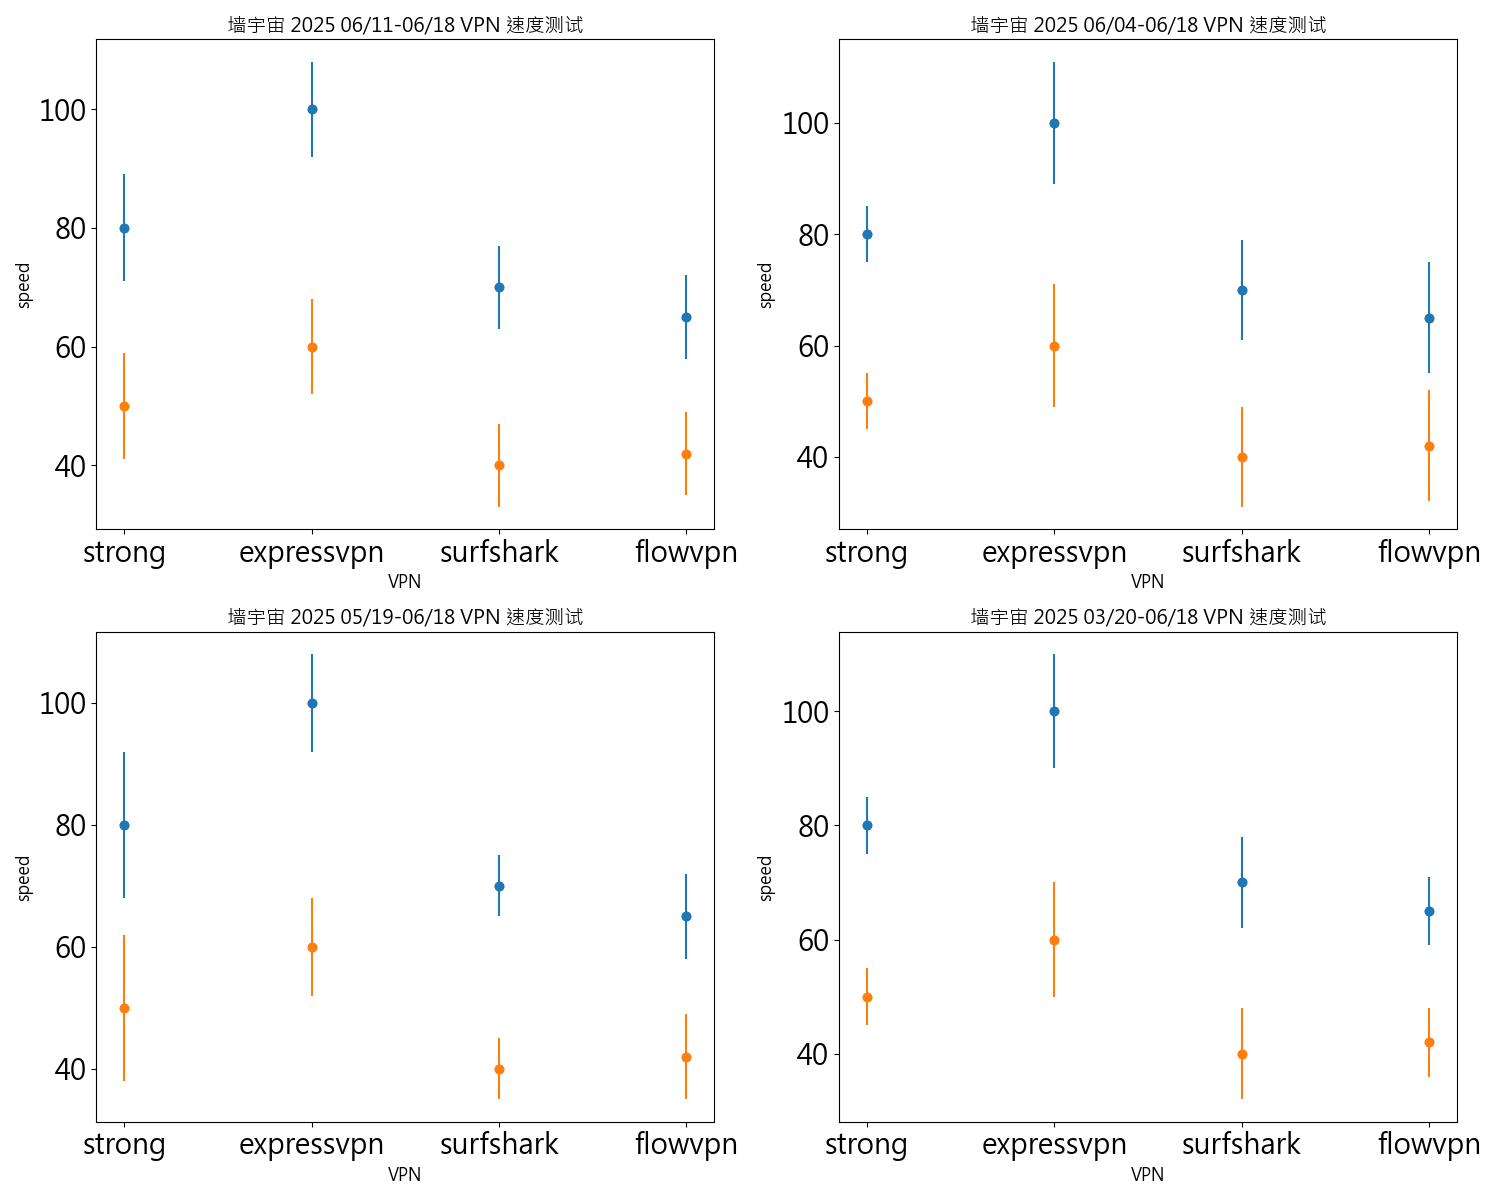 墙宇宙 2025 06/11-06/18 VPN 速度测试
100
80
60
40
speed
strong expressvpn surfshark flowvpn
VPN
墙宇宙 2025 06/04-06/18 VPN 速度测试
100
80
60
40
speed
strong expressvpn surfshark flowvpn
VPN
墙宇宙 2025 05/19-06/18 VPN 速度测试
100
80
60
40
speed
strong expressvpn surfshark flowvpn
VPN
墙宇宙 2025 03/20-06/18 VPN 速度测试
100
80
60
40
speed
strong expressvpn surfshark flowvpn
VPN